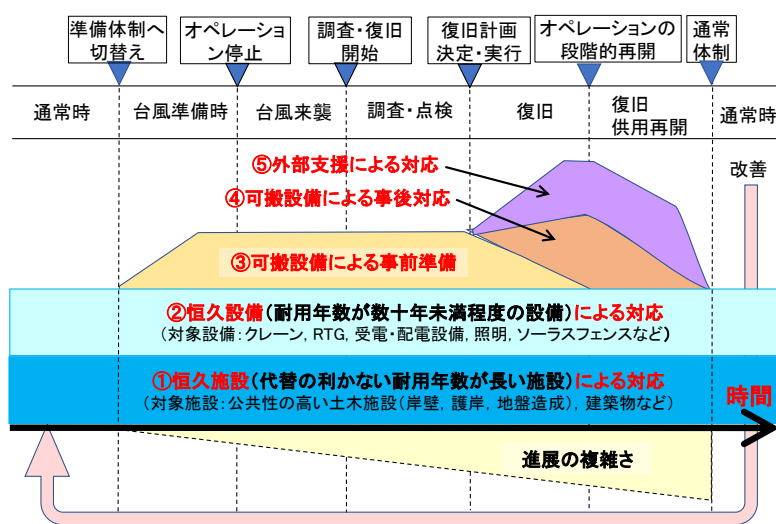 準備体制へ
切替え
オペレーショ
ン停止
調査・復旧
開始
復旧計画
決定・実行
オペレーションの
段階的再開
通常
体制
通常時
台風準備時
台風来襲
調査・点検
復旧
復旧
供用再開
通常時
⑤外部支援による対応
④可搬設備による事後対応
改善
③可搬設備による事前準備
②恒久設備(耐用年数が数十年未満程度の設備)による対応
(対象設備:クレーン, RTG, 受電・配電設備, 照明, ソーラスフェンスなど)
①恒久施設(代替の利かない耐用年数が長い施設)による対応
(対象施設:公共性の高い土木施設(岸壁, 護岸, 地盤造成), 建築物など)
時間
進展の複雑さ